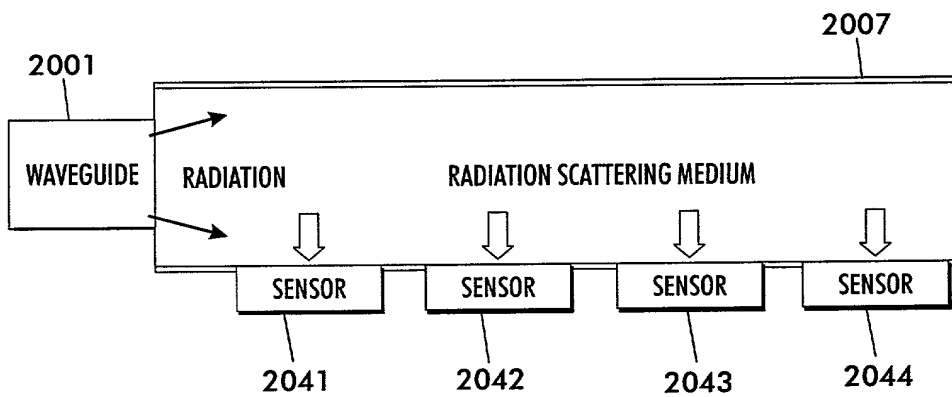 2001
2007
WAVEGUIDE
RADIATION
RADIATION SCATTERING MEDIUM
SENSOR
SENSOR
SENSOR
SENSOR
2041
2042
2043
2044